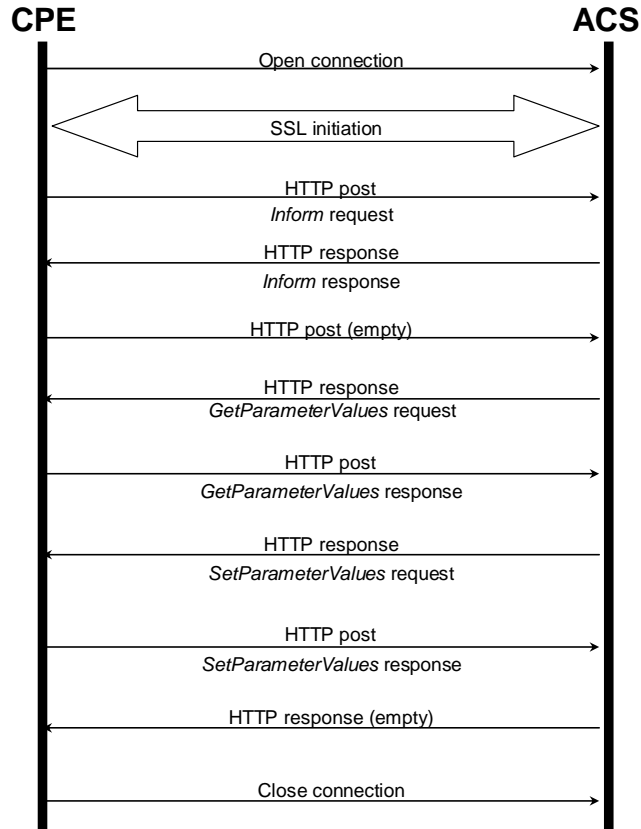 CPE
ACS
Open connection
SSL initiation
HTTP post
Inform request
HTTP response
Inform response
HTTP post (empty)
HTTP response
GetParameterValues request
HTTP post
GetParameterValues response
HTTP response
SetParameterValues request
HTTP post
SetParameterValues response
HTTP response (empty)
Close connection